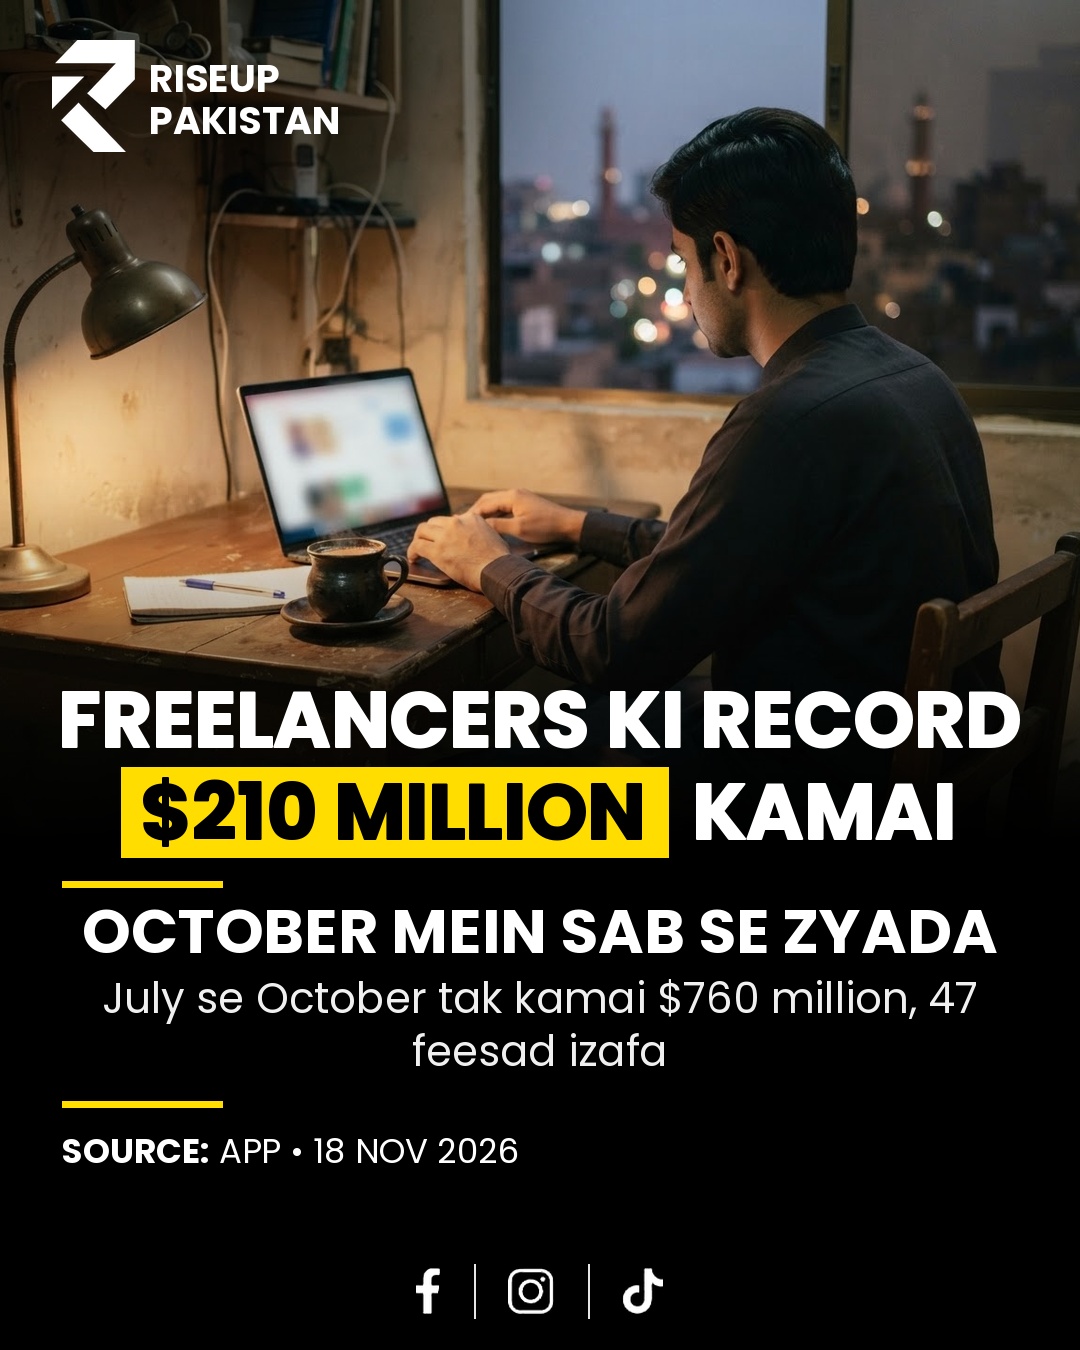 RISEUP
PAKISTAN
FREELANCERS KI RECORD
$210 MILLION KAMAI
OCTOBER MEIN SAB SE ZYADA
July se October tak kamai $760 million, 47
feesad izafa
SOURCE: APP • 18 NOV 2026